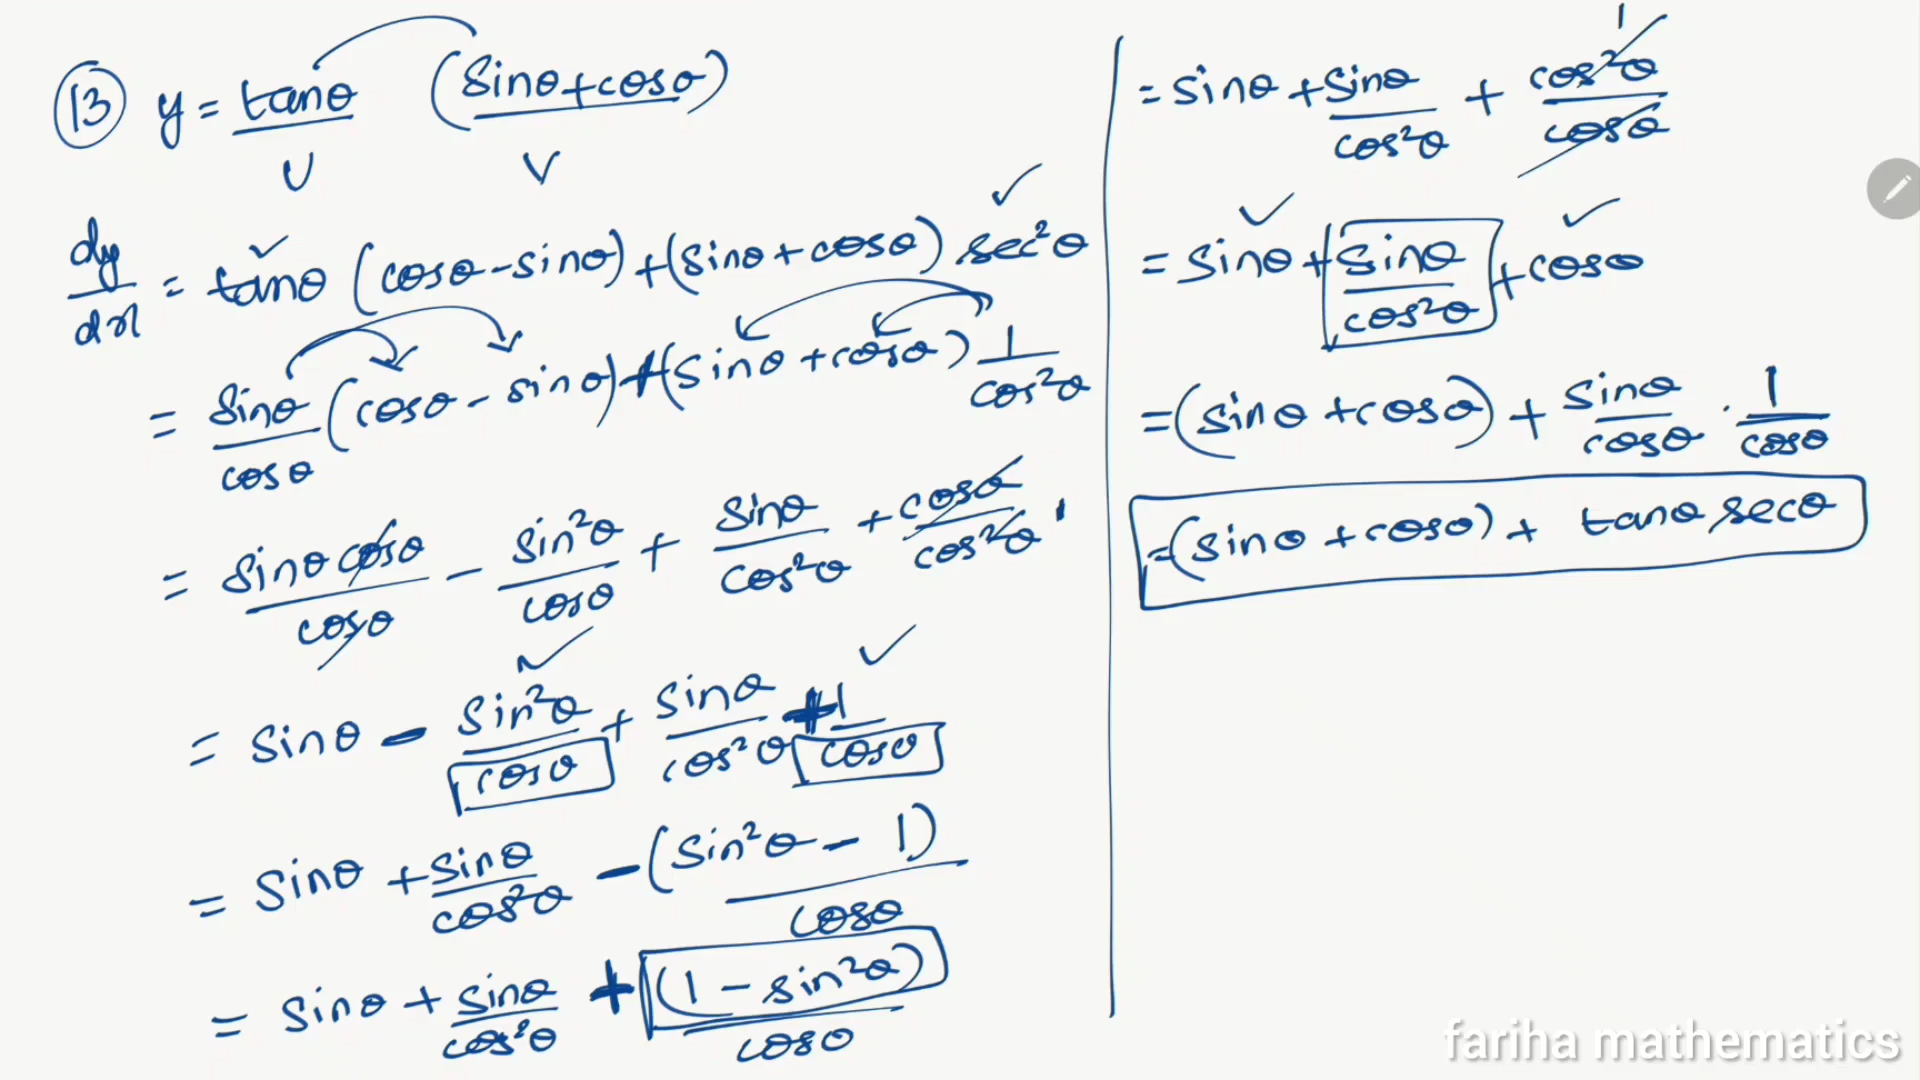 13 y = tanθ (sinθ+cosθ)
U V
dy/dx = tanθ (cosθ-sinθ)+(sinθ+cosθ) sec²θ
= sinθ/cosθ (cosθ - sinθ)+(sinθ+cosθ) 1/cos²θ
= sinθcosθ/cosθ - sin²θ/cosθ + sinθ/cos²θ + cosθ/cos²θ
= sinθ - sin²θ/cosθ + sinθ/cos²θ + 1/cosθ
= sinθ + sinθ/cos²θ - (sin²θ - 1)/cosθ
= sinθ + sinθ/cos²θ + (1 - sin²θ)/cosθ
1
= sinθ + sinθ/cos²θ + cos²θ/cosθ
= sinθ + sinθ/cos²θ + cosθ
= (sinθ+cosθ) + sinθ/cosθ . 1/cosθ
= (sinθ+cosθ) + tanθ secθ
fariha mathematics